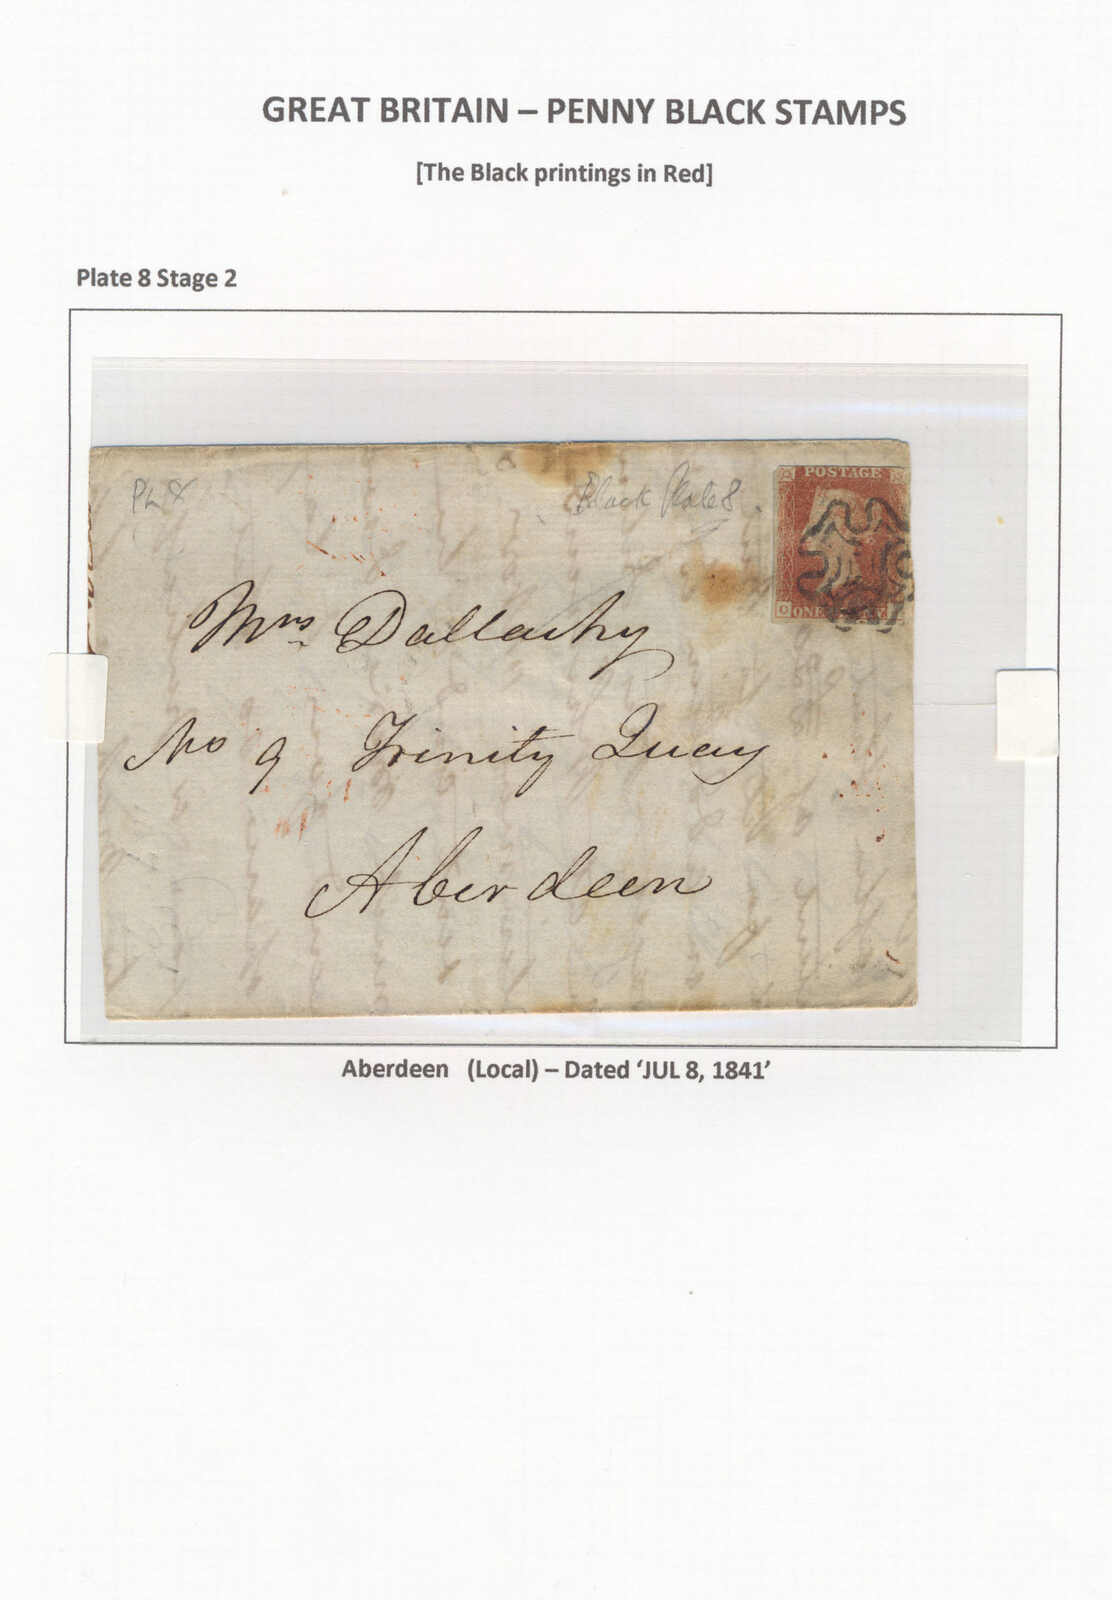 GREAT BRITAIN – PENNY BLACK STAMPS
[The Black printings in Red]
Plate 8 Stage 2
PL 8
Black Plate 8
POSTAGE
ONE
Mrs Dallachy
No 9 Trinity Quay
Aberdeen
Aberdeen (Local) – Dated ‘JUL 8, 1841’